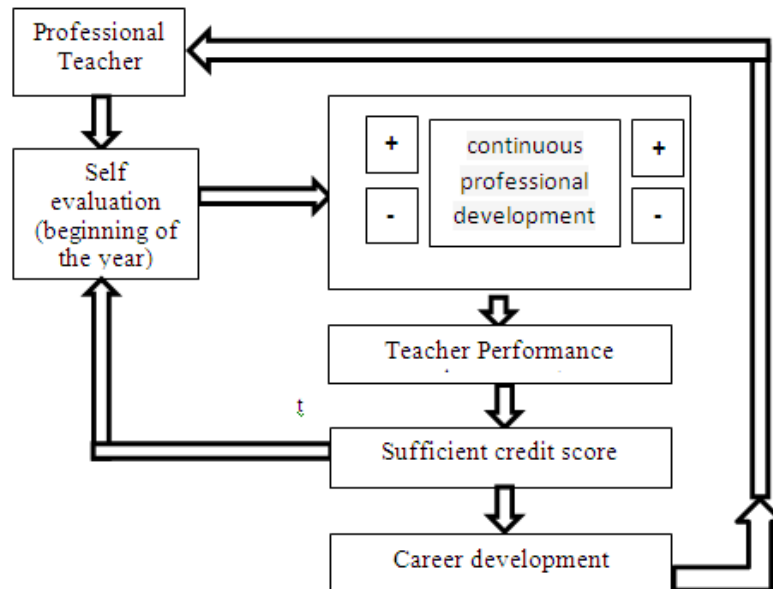 Professional
Teacher
Self
evaluation
(beginning of
the year)
+
-
continuous
professional
development
+
-
Teacher Performance
t
Sufficient credit score
Career development